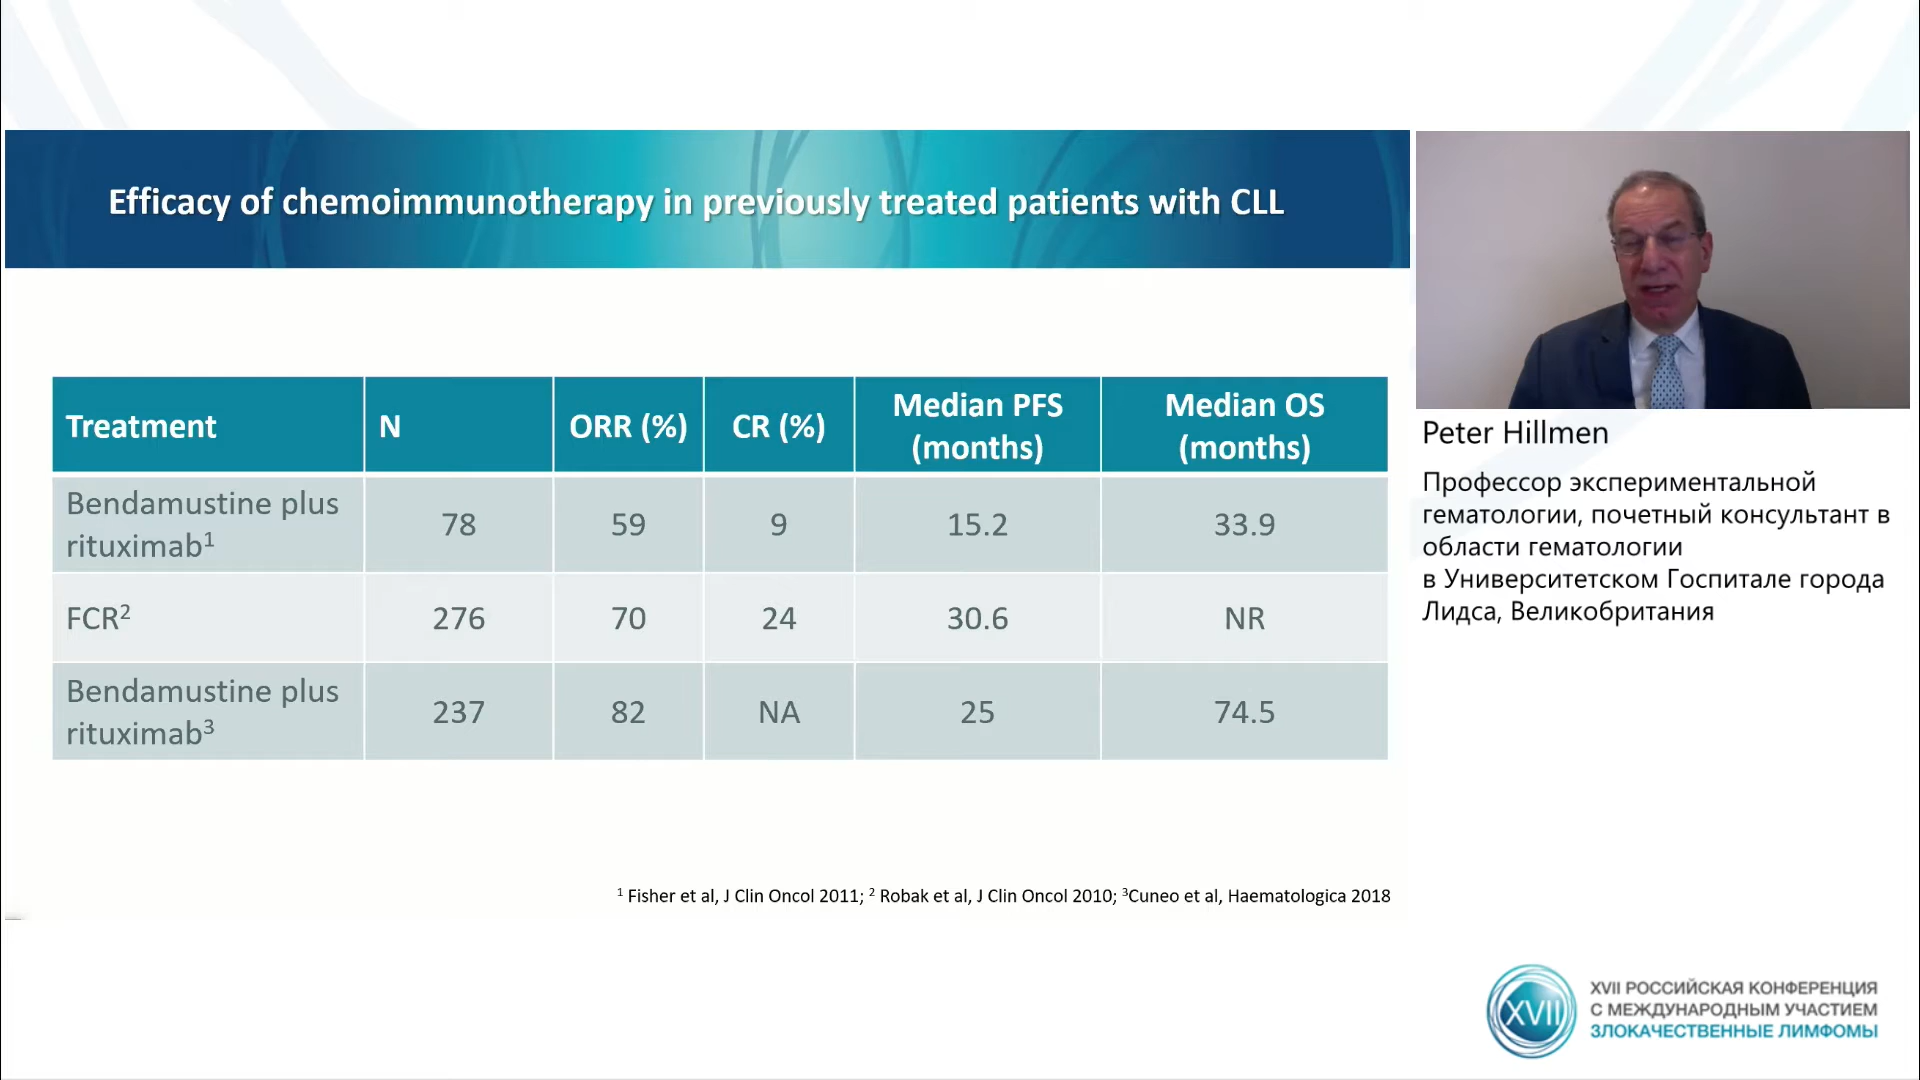 Efficacy of chemoimmunotherapy in previously treated patients with CLL
Treatment N ORR (%) CR (%) Median PFS (months) Median OS (months)
Bendamustine plus rituximab¹ 78 59 9 15.2 33.9
FCR² 276 70 24 30.6 NR
Bendamustine plus rituximab³ 237 82 NA 25 74.5
¹ Fisher et al, J Clin Oncol 2011; ² Robak et al, J Clin Oncol 2010; ³Cuneo et al, Haematologica 2018
Peter Hillmen
Профессор экспериментальной
гематологии, почетный консультант в
области гематологии
в Университетском Госпитале города
Лидса, Великобритания
XVII
XVII РОССИЙСКАЯ КОНФЕРЕНЦИЯ
С МЕЖДУНАРОДНЫМ УЧАСТИЕМ
ЗЛОКАЧЕСТВЕННЫЕ ЛИМФОМЫ